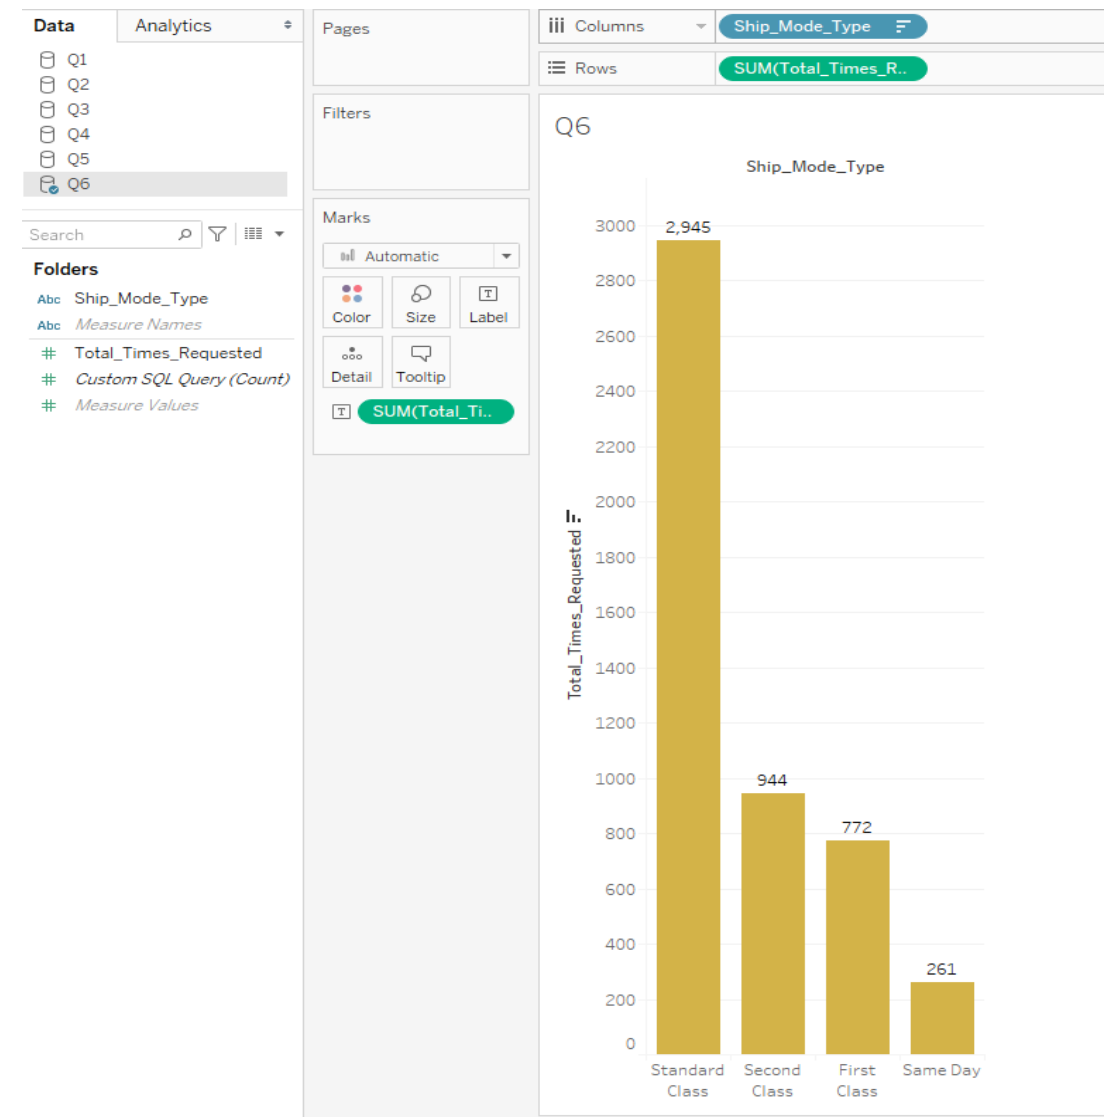 Data
Analytics
Q1
Q2
Q3
Q4
Q5
Q6
Search
Folders
Abc Ship_Mode_Type
Abc Measure Names
# Total_Times_Requested
# Custom SQL Query (Count)
# Measure Values
Pages
Filters
Marks
Automatic
Color Size Label
Detail Tooltip
SUM(Total_Ti..
Columns Ship_Mode_Type
Rows SUM(Total_Times_R..
Q6
Ship_Mode_Type
Total_Times_Requested
3000
2800
2600
2400
2200
2000
1800
1600
1400
1200
1000
800
600
400
200
0
2,945
944
772
261
Standard
Class
Second
Class
First
Class
Same Day